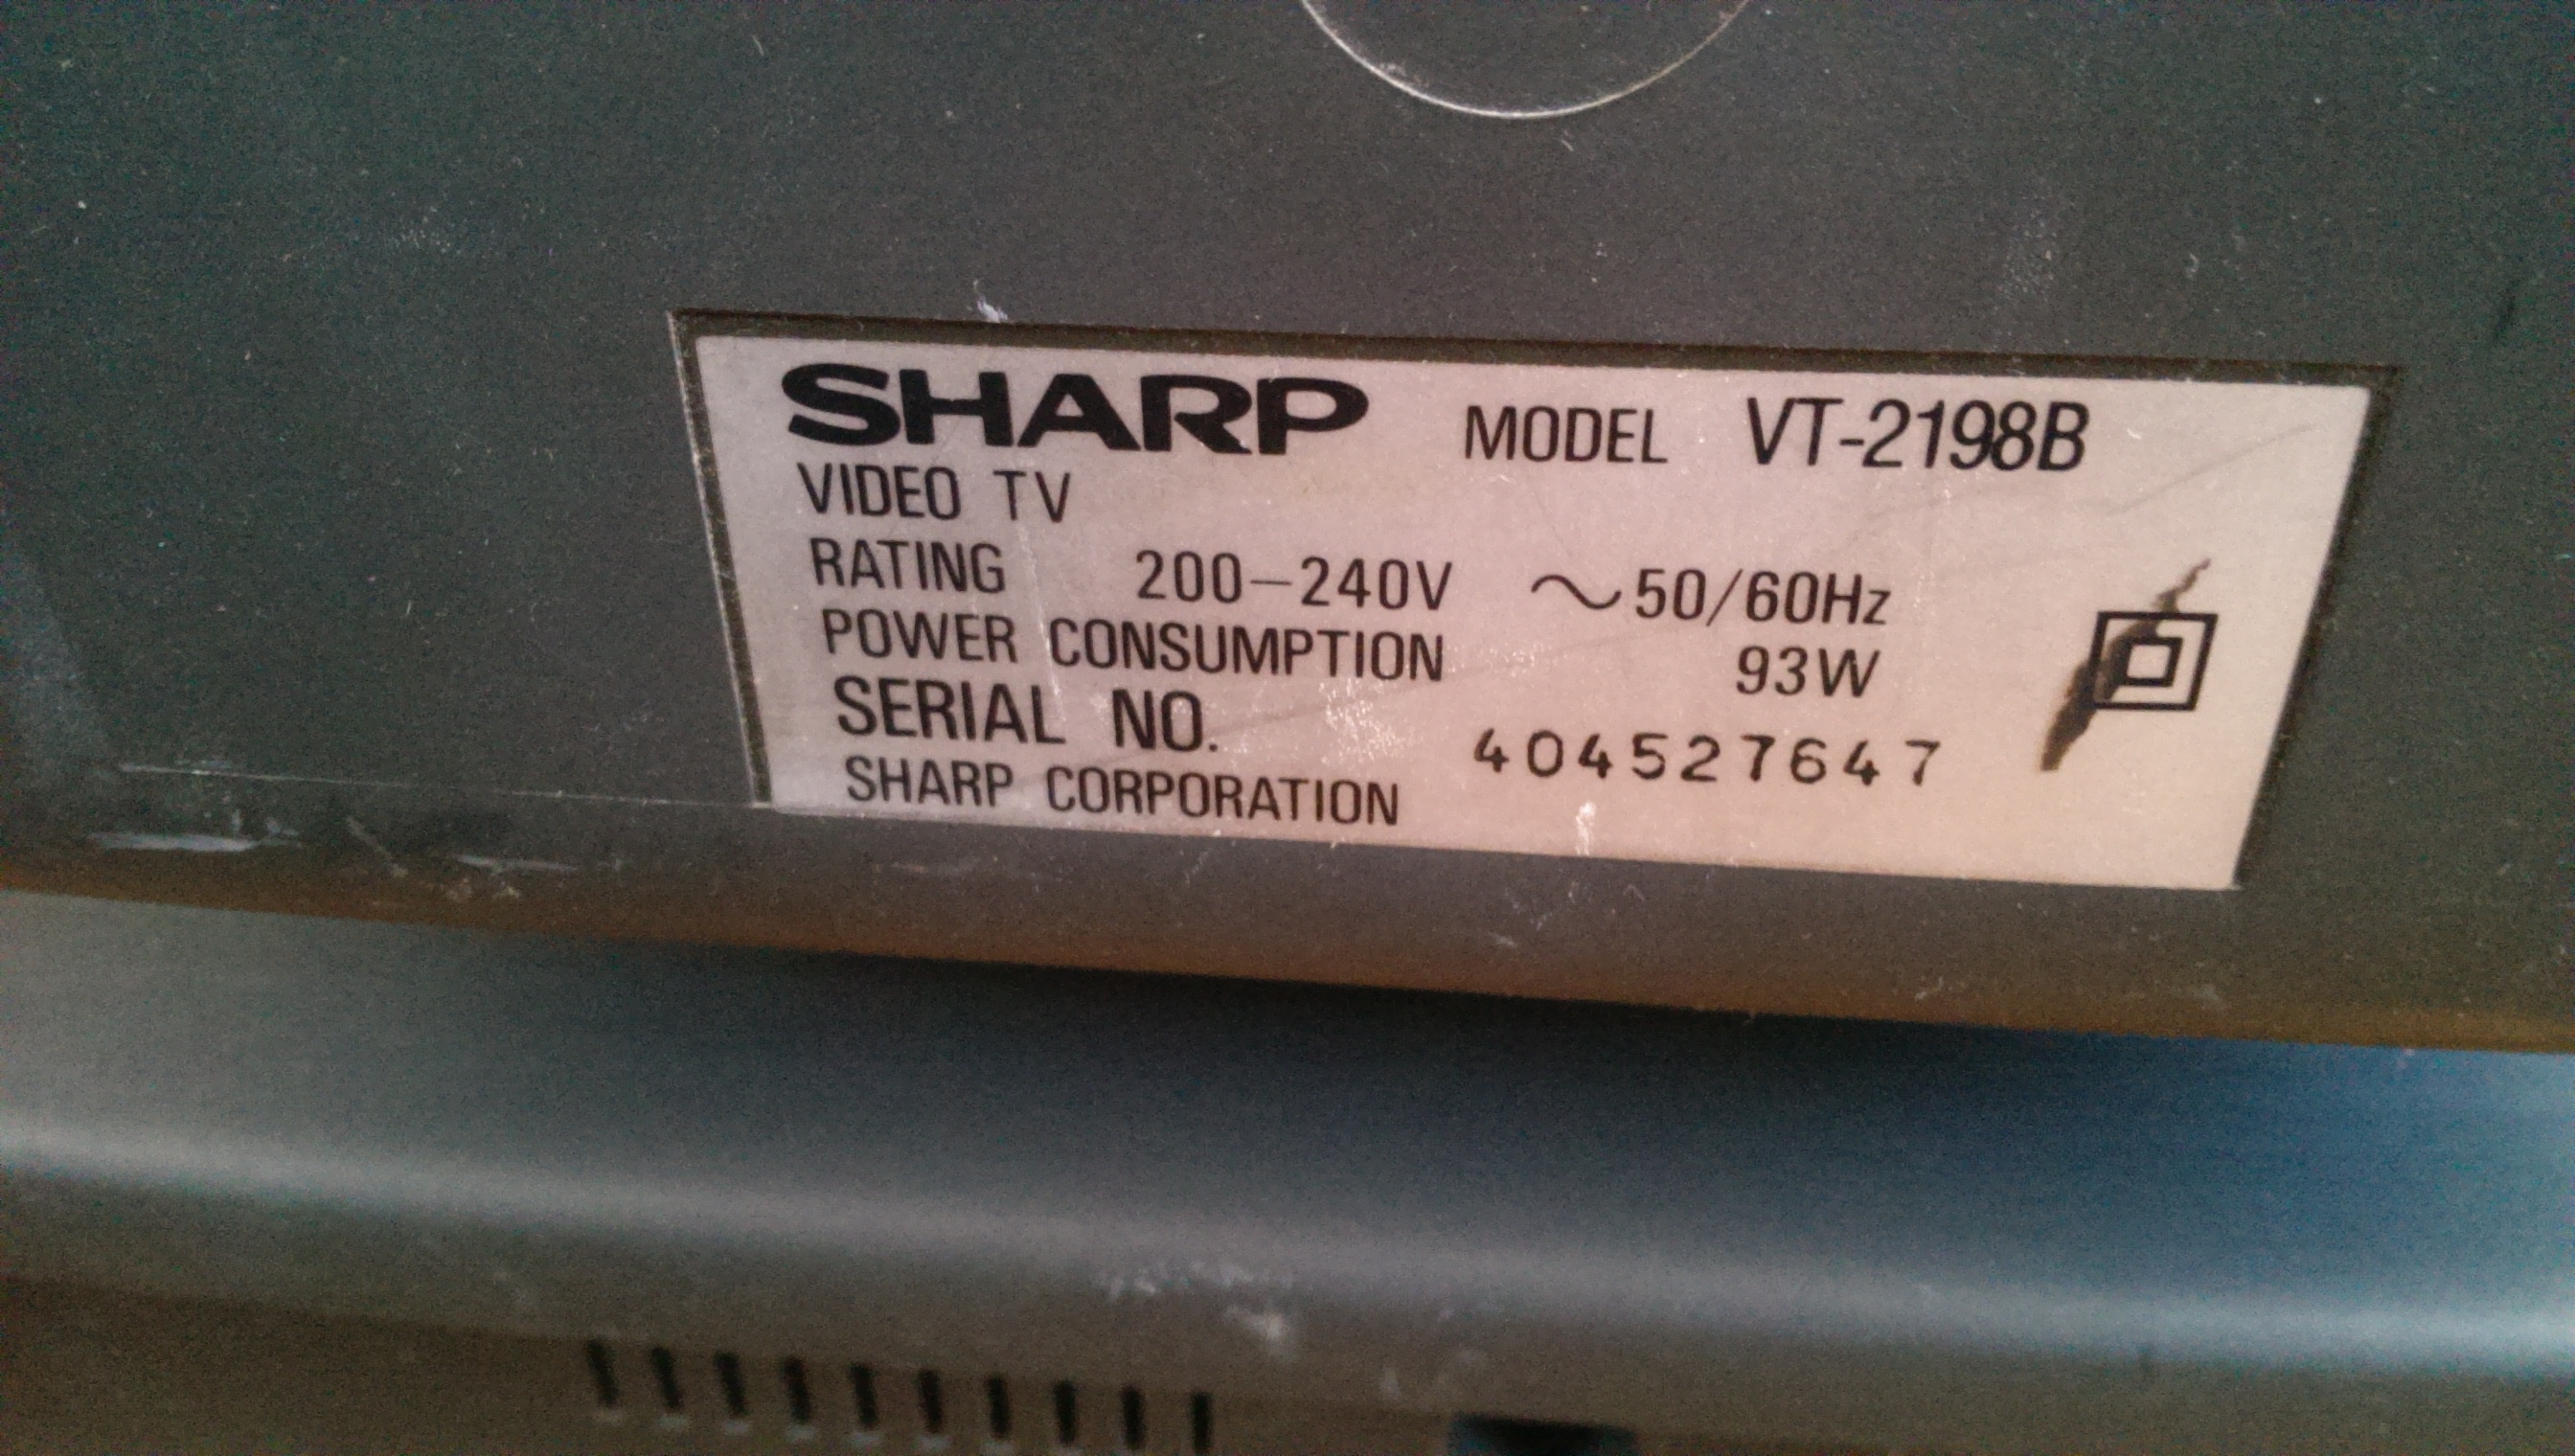 SHARP MODEL VT-2198B
VIDEO TV
RATING 200-240V ~50/60Hz
POWER CONSUMPTION 93W
SERIAL NO. 404527647
SHARP CORPORATION